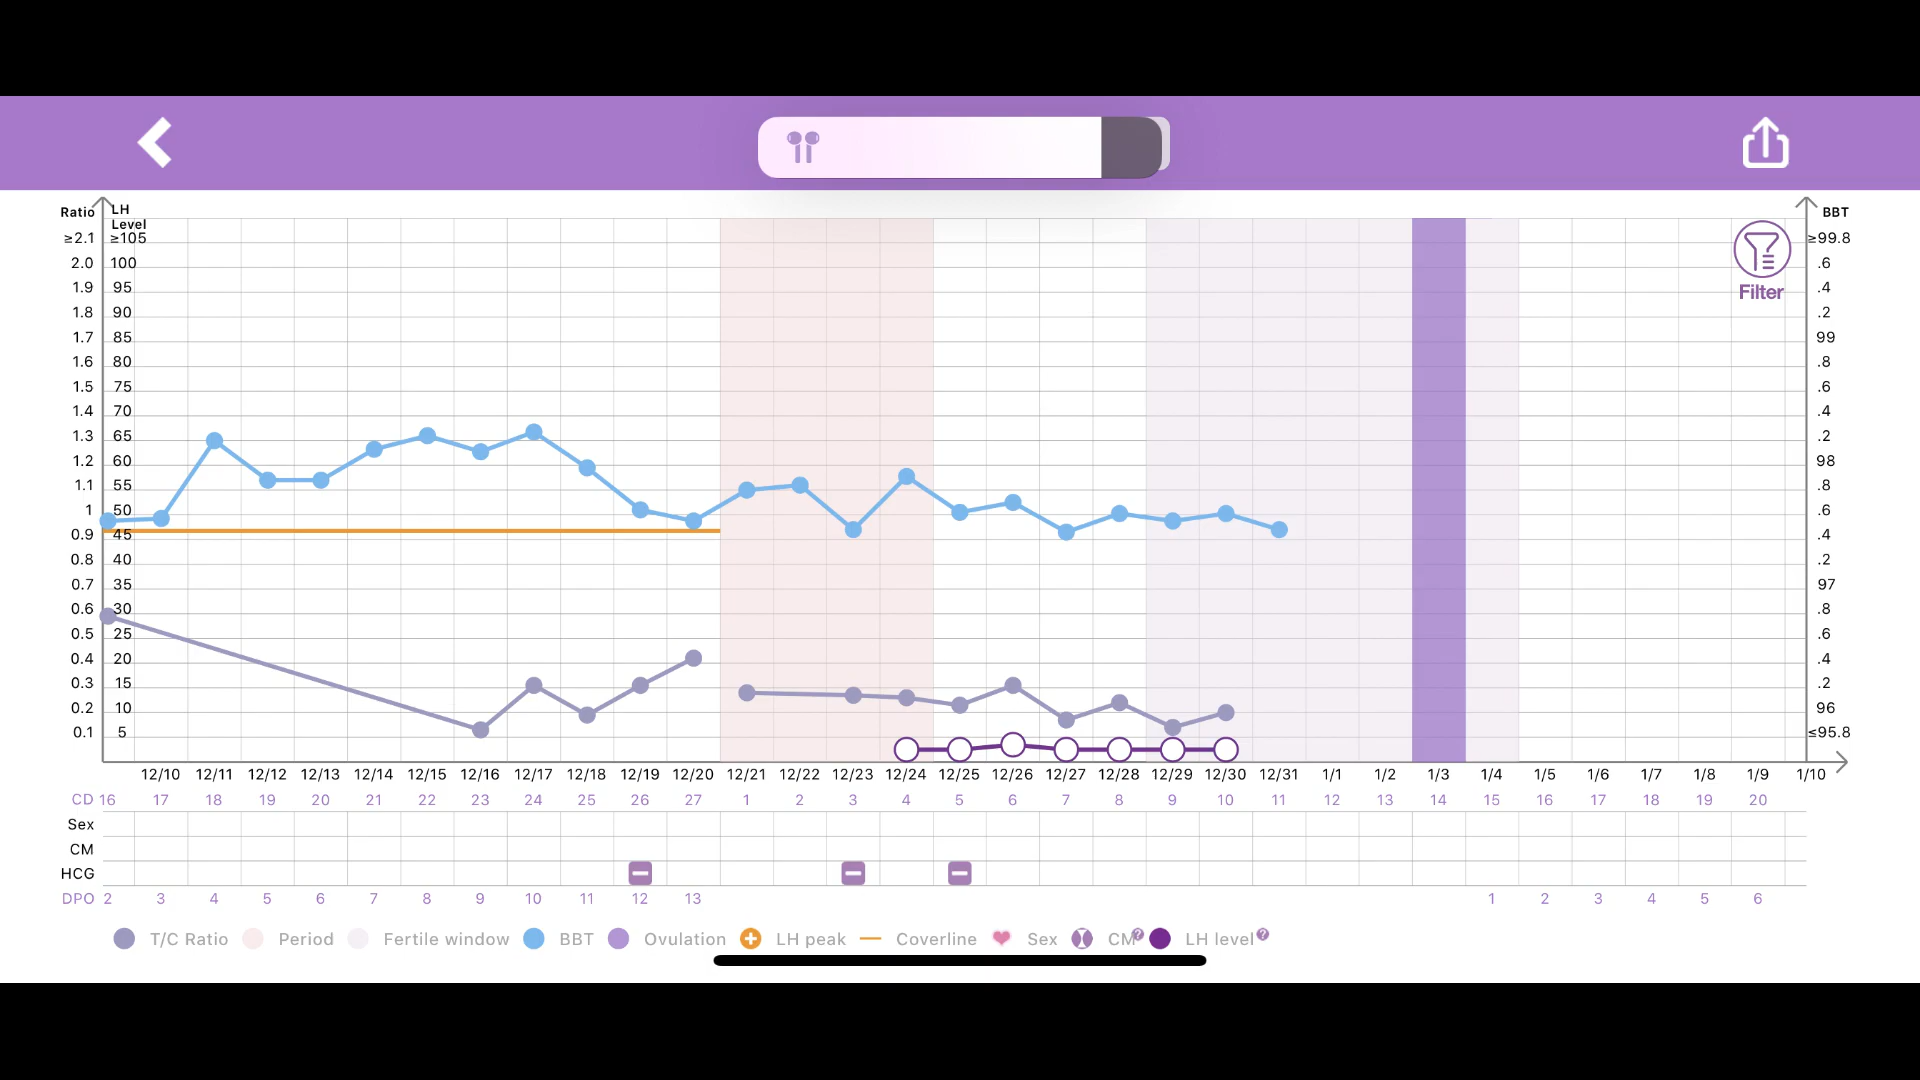 Ratio LH Level BBT
≥2.1 ≥105 ≥99.8
Filter
2.0 100 .6
1.9 95 .4
1.8 90 .2
1.7 85 99
1.6 80 .8
1.5 75 .6
1.4 70 .4
1.3 65 .2
1.2 60 98
1.1 55 .8
1 50 .6
0.9 45 .4
0.8 40 .2
0.7 35 97
0.6 30 .8
0.5 25 .6
0.4 20 .4
0.3 15 .2
0.2 10 96
0.1 5 ≤95.8
12/10 12/11 12/12 12/13 12/14 12/15 12/16 12/17 12/18 12/19 12/20 12/21 12/22 12/23 12/24 12/25 12/26 12/27 12/28 12/29 12/30 12/31 1/1 1/2 1/3 1/4 1/5 1/6 1/7 1/8 1/9 1/10
CD 16 17 18 19 20 21 22 23 24 25 26 27 1 2 3 4 5 6 7 8 9 10 11 12 13 14 15 16 17 18 19 20
Sex
CM
HCG
DPO 2 3 4 5 6 7 8 9 10 11 12 13 1 2 3 4 5 6
T/C Ratio Period Fertile window BBT Ovulation LH peak Coverline Sex CM? LH level?